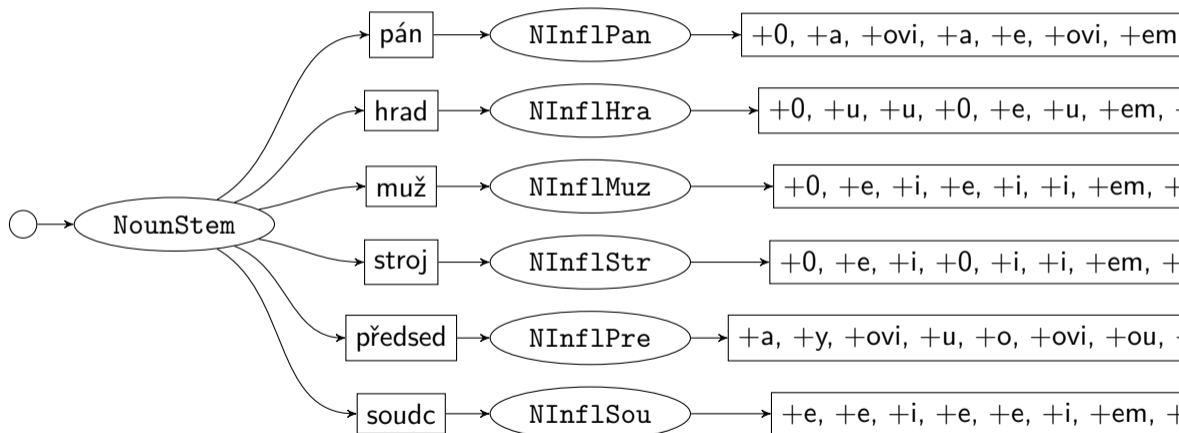 pán NInflPan +0, +a, +ovi, +a, +e, +ovi, +em
hrad NInflHra +0, +u, +u, +0, +e, +u, +em,
muž NInflMuz +0, +e, +i, +e, +i, +i, +em,
NounStem
stroj NInflStr +0, +e, +i, +0, +i, +i, +em,
předsed NInflPre +a, +y, +ovi, +u, +o, +ovi, +ou,
soudc NInflSou +e, +e, +i, +e, +e, +i, +em,